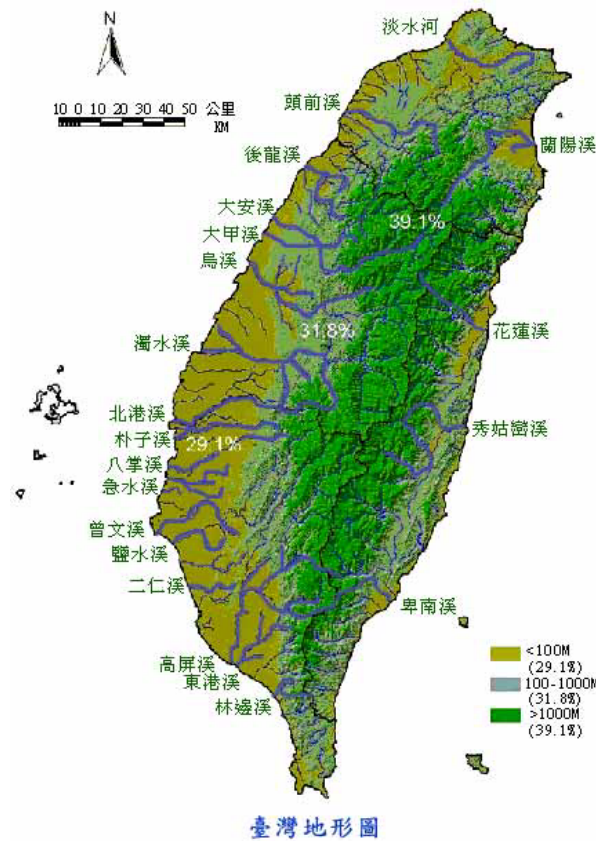 N
10 0 10 20 30 40 50 公里
KM
淡水河
頭前溪
蘭陽溪
後龍溪
大安溪
39.1%
大甲溪
烏溪
31.8%
花蓮溪
濁水溪
北港溪
秀姑巒溪
朴子溪
29.1%
八掌溪
急水溪
曾文溪
鹽水溪
二仁溪
卑南溪
高屏溪
東港溪
林邊溪
<100M
(29.1%)
100-1000M
(31.8%)
>1000M
(39.1%)
臺灣地形圖